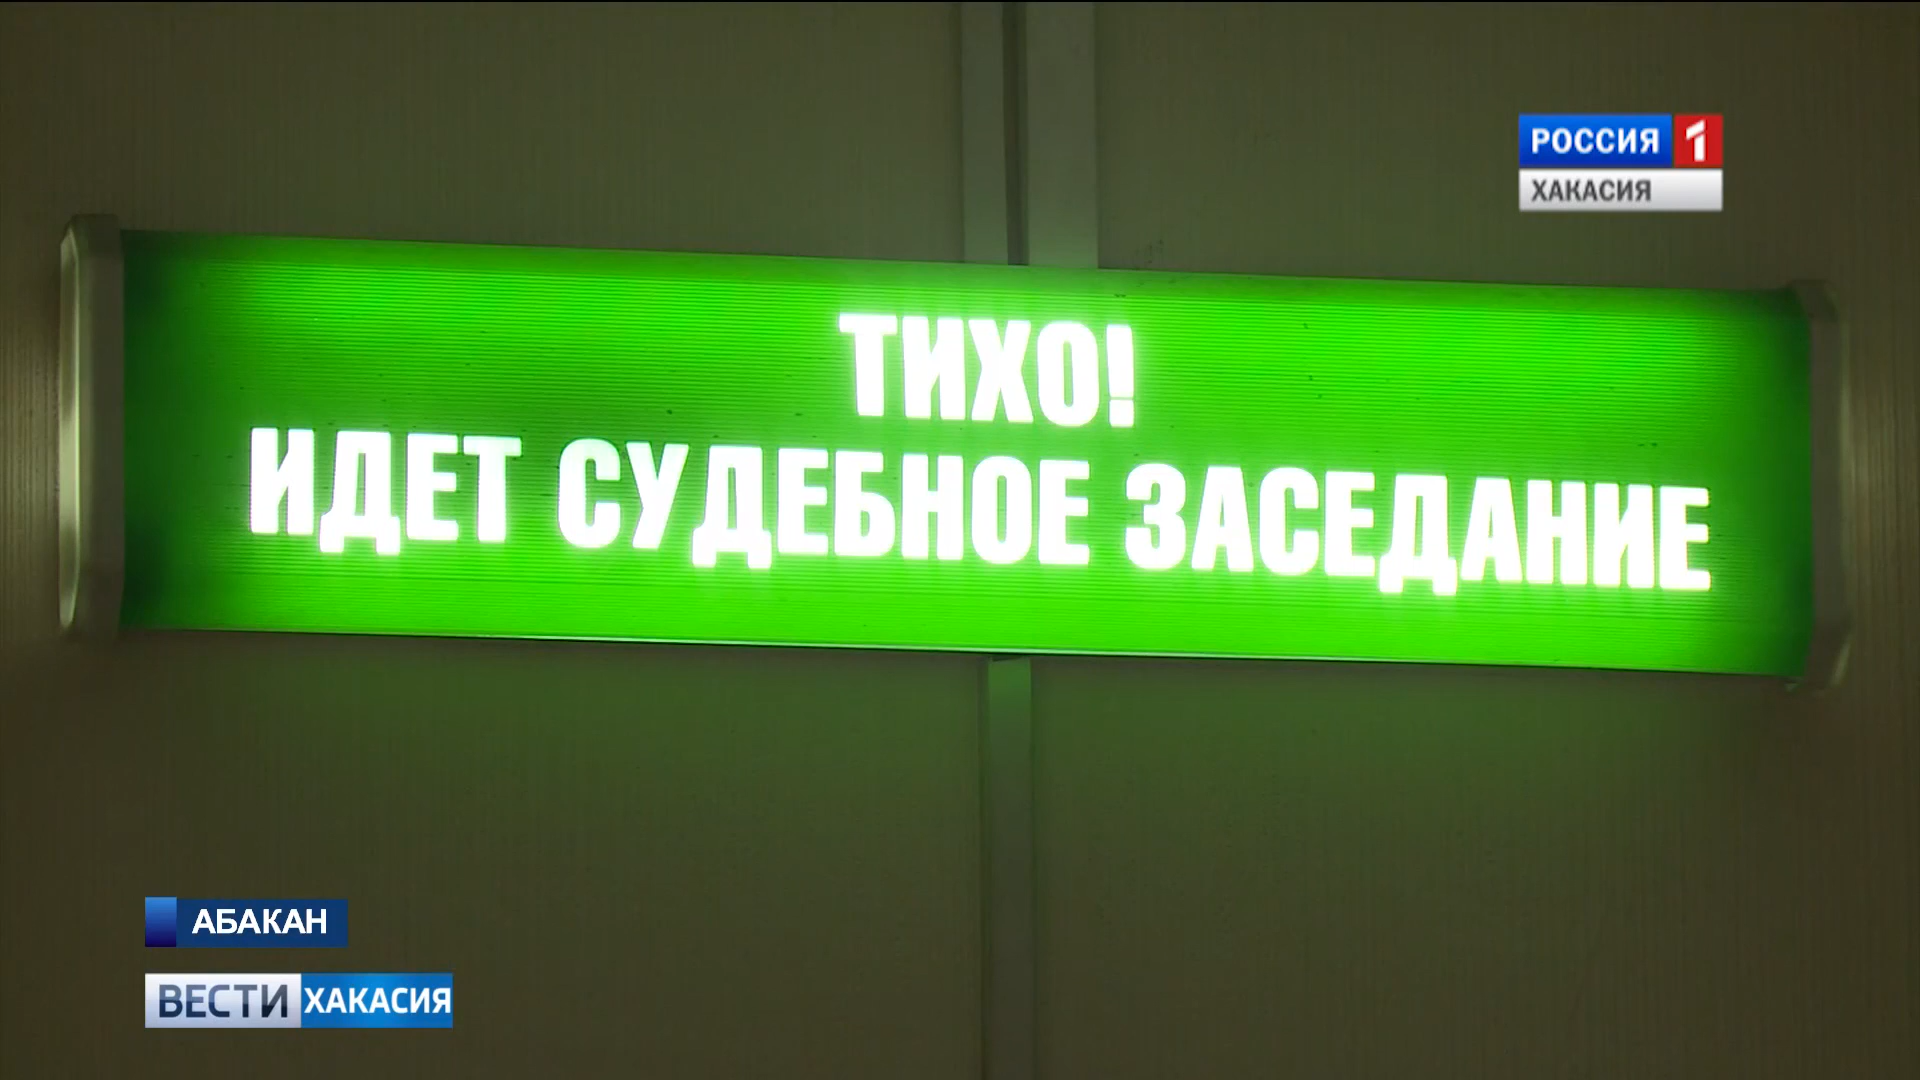 РОССИЯ 1
ХАКАСИЯ
ТИХО!
ИДЕТ СУДЕБНОЕ ЗАСЕДАНИЕ
АБАКАН
ВЕСТИ ХАКАСИЯ